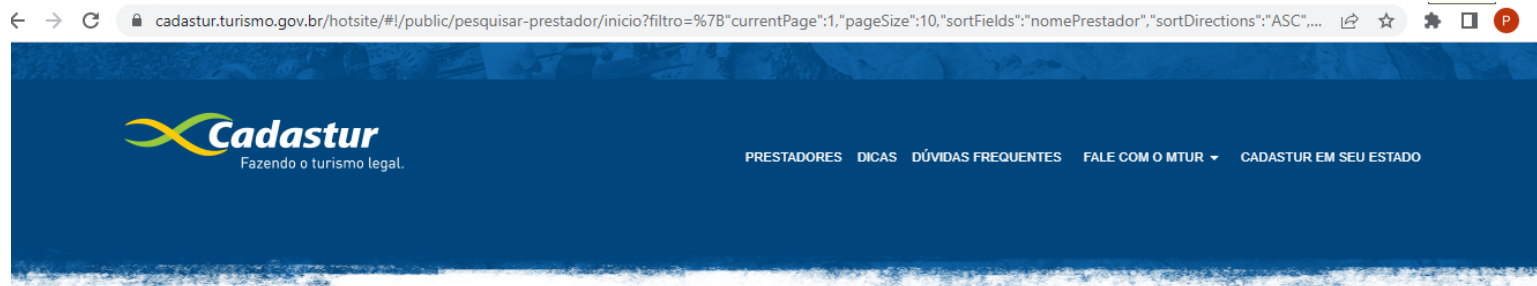 cadastur.turismo.gov.br/hotsite/#!/public/pesquisar-prestador/inicio?filtro=%7B"currentPage":1,"pageSize":10,"sortFields":"nomePrestador","sortDirections":"ASC",...
P
Cadastur
Fazendo o turismo legal.
PRESTADORES DICAS DÚVIDAS FREQUENTES FALE COM O MTUR CADASTUR EM SEU ESTADO